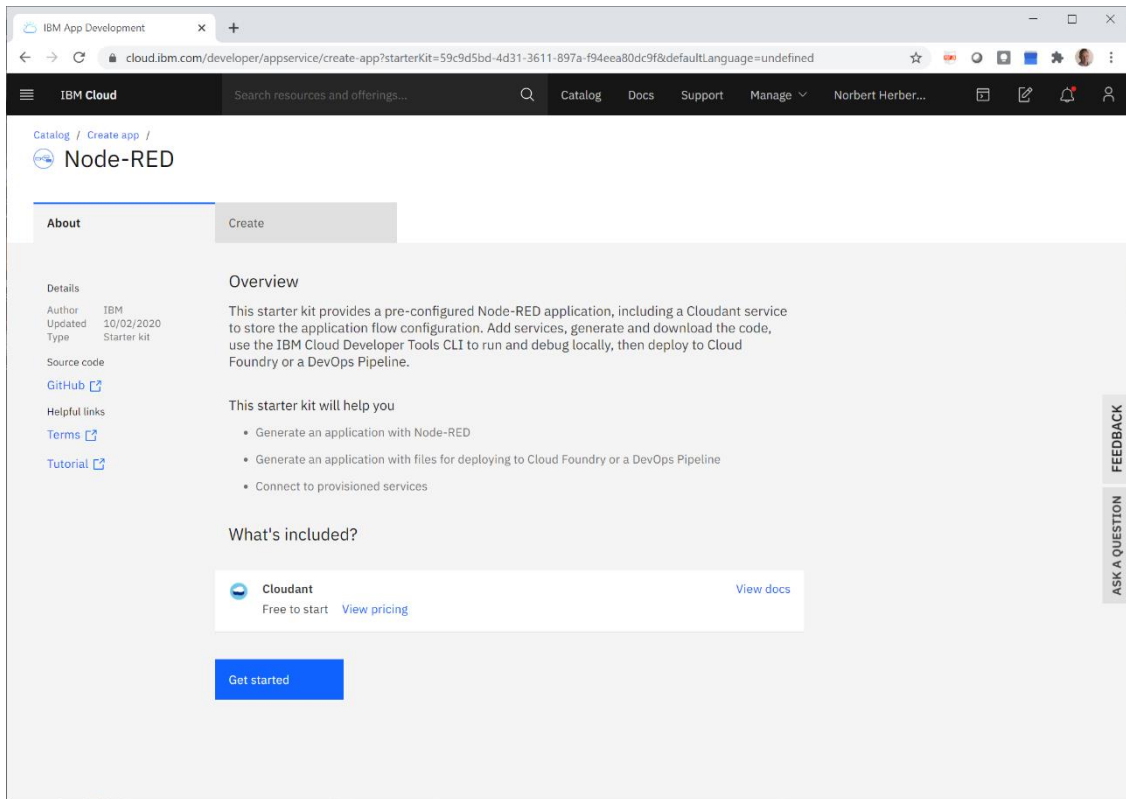 IBM App Development
cloud.ibm.com/developer/appservice/create-app?starterKit=59c9d5bd-4d31-3611-897a-f94eea80dc9f&defaultLanguage=undefined
IBM Cloud
Search resources and offerings...
Catalog
Docs
Support
Manage
Norbert Herber...
Catalog / Create app /
Node-RED
About
Create
Details
Author IBM
Updated 10/02/2020
Type Starter kit
Source code
GitHub
Helpful links
Terms
Tutorial
Overview
This starter kit provides a pre-configured Node-RED application, including a Cloudant service
to store the application flow configuration. Add services, generate and download the code,
use the IBM Cloud Developer Tools CLI to run and debug locally, then deploy to Cloud
Foundry or a DevOps Pipeline.
This starter kit will help you
• Generate an application with Node-RED
• Generate an application with files for deploying to Cloud Foundry or a DevOps Pipeline
• Connect to provisioned services
What's included?
Cloudant
View docs
Free to start View pricing
Get started
FEEDBACK
ASK A QUESTION